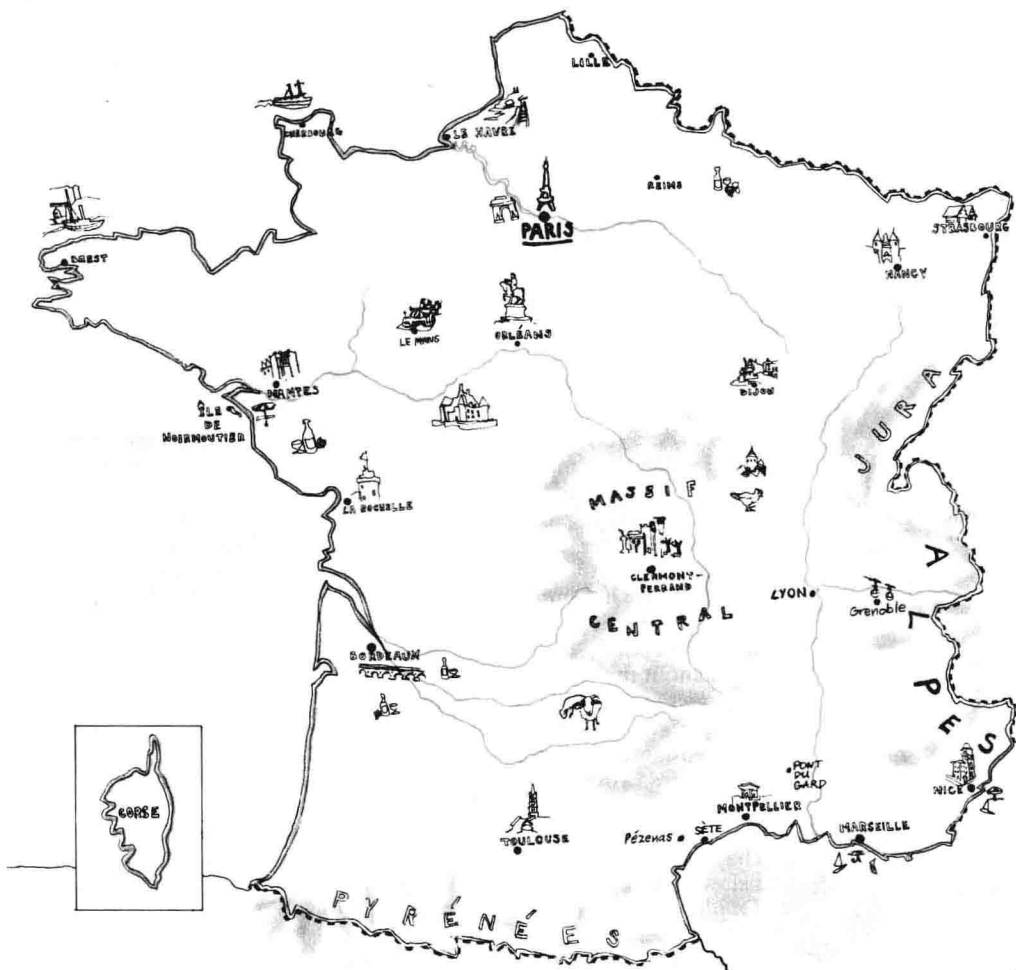 LILLE
CHERBOURG
LE HAVRE
REIMS
PARIS
STRASBOURG
NANCY
BREST
LE MANS
ORLÉANS
DIJON
NANTES
ÎLE
DE
NOIRMOUTIER
JURA
LA ROCHELLE
MASSIF
CENTRAL
CLERMONT-
FERRAND
LYON
Grenoble
ALPES
BORDEAUX
CORSE
PONT
DU
GARD
NICE
MONTPELLIER
MARSEILLE
SÈTE
Pézenas
TOULOUSE
PYRÉNÉES